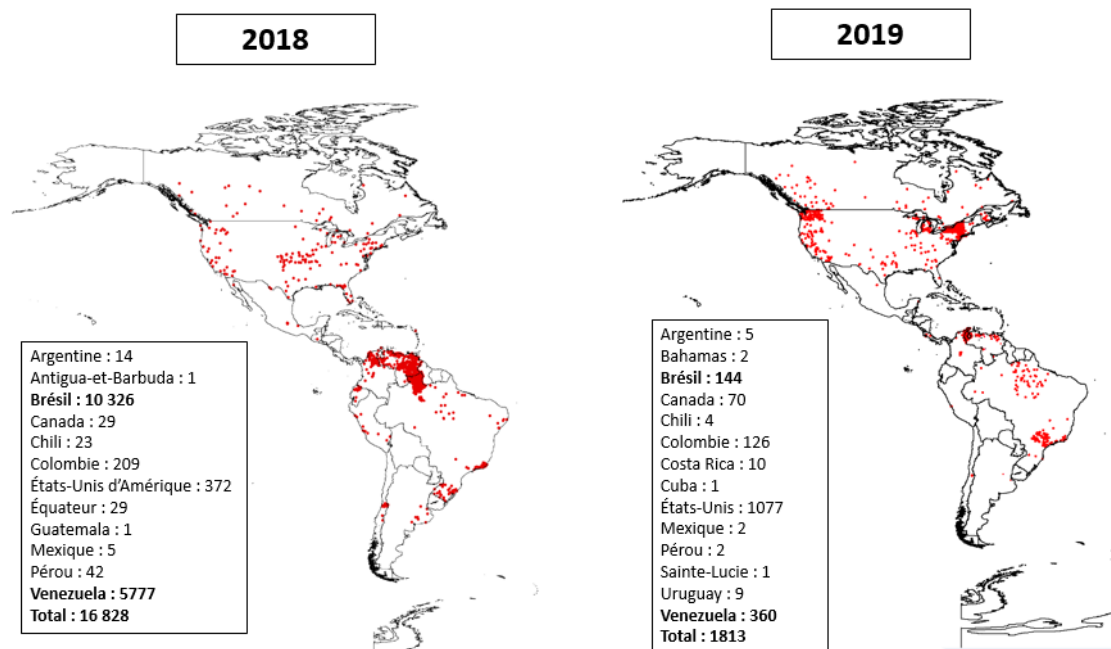 2018
Argentine : 14
Antigua-et-Barbuda : 1
Brésil : 10 326
Canada : 29
Chili : 23
Colombie : 209
États-Unis d’Amérique : 372
Équateur : 29
Guatemala : 1
Mexique : 5
Pérou : 42
Venezuela : 5777
Total : 16 828
2019
Argentine : 5
Bahamas : 2
Brésil : 144
Canada : 70
Chili : 4
Colombie : 126
Costa Rica : 10
Cuba : 1
États-Unis : 1077
Mexique : 2
Pérou : 2
Sainte-Lucie : 1
Uruguay : 9
Venezuela : 360
Total : 1813